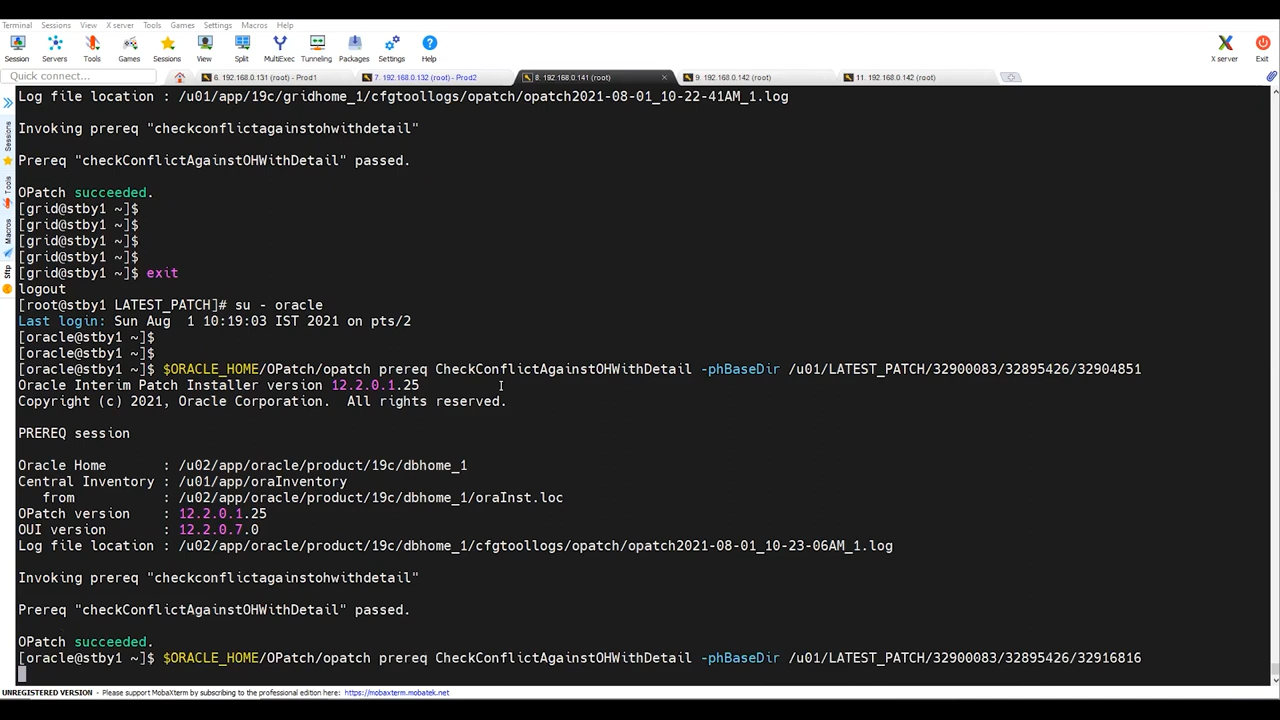 Terminal Sessions View X server Tools Games Settings Macros Help
Session Servers Tools Games Sessions View Split MultiExec Tunneling Packages Settings Help X server Exit
Quick connect... 6. 192.168.0.131 (root) - Prod1 7. 192.168.0.132 (root) - Prod2 8. 192.168.0.141 (root) 9. 192.168.0.142 (root) 11. 192.168.0.142 (root)
Sessions
Tools
Macros
Sftp
Log file location : /u01/app/19c/gridhome_1/cfgtoollogs/opatch/opatch2021-08-01_10-22-41AM_1.log
Invoking prereq "checkconflictagainstohwithdetail"
Prereq "checkConflictAgainstOHWithDetail" passed.
OPatch succeeded.
[grid@stby1 ~]$
[grid@stby1 ~]$
[grid@stby1 ~]$
[grid@stby1 ~]$
[grid@stby1 ~]$ exit
logout
[root@stby1 LATEST_PATCH]# su - oracle
Last login: Sun Aug  1 10:19:03 IST 2021 on pts/2
[oracle@stby1 ~]$
[oracle@stby1 ~]$
[oracle@stby1 ~]$ $ORACLE_HOME/OPatch/opatch prereq CheckConflictAgainstOHWithDetail -phBaseDir /u01/LATEST_PATCH/32900083/32895426/32904851
Oracle Interim Patch Installer version 12.2.0.1.25
Copyright (c) 2021, Oracle Corporation.  All rights reserved.
PREREQ session
Oracle Home       : /u02/app/oracle/product/19c/dbhome_1
Central Inventory : /u01/app/oraInventory
   from           : /u02/app/oracle/product/19c/dbhome_1/oraInst.loc
OPatch version    : 12.2.0.1.25
OUI version       : 12.2.0.7.0
Log file location : /u02/app/oracle/product/19c/dbhome_1/cfgtoollogs/opatch/opatch2021-08-01_10-23-06AM_1.log
Invoking prereq "checkconflictagainstohwithdetail"
Prereq "checkConflictAgainstOHWithDetail" passed.
OPatch succeeded.
[oracle@stby1 ~]$ $ORACLE_HOME/OPatch/opatch prereq CheckConflictAgainstOHWithDetail -phBaseDir /u01/LATEST_PATCH/32900083/32895426/32916816
UNREGISTERED VERSION - Please support MobaXterm by subscribing to the professional edition here: https://mobaxterm.mobatek.net